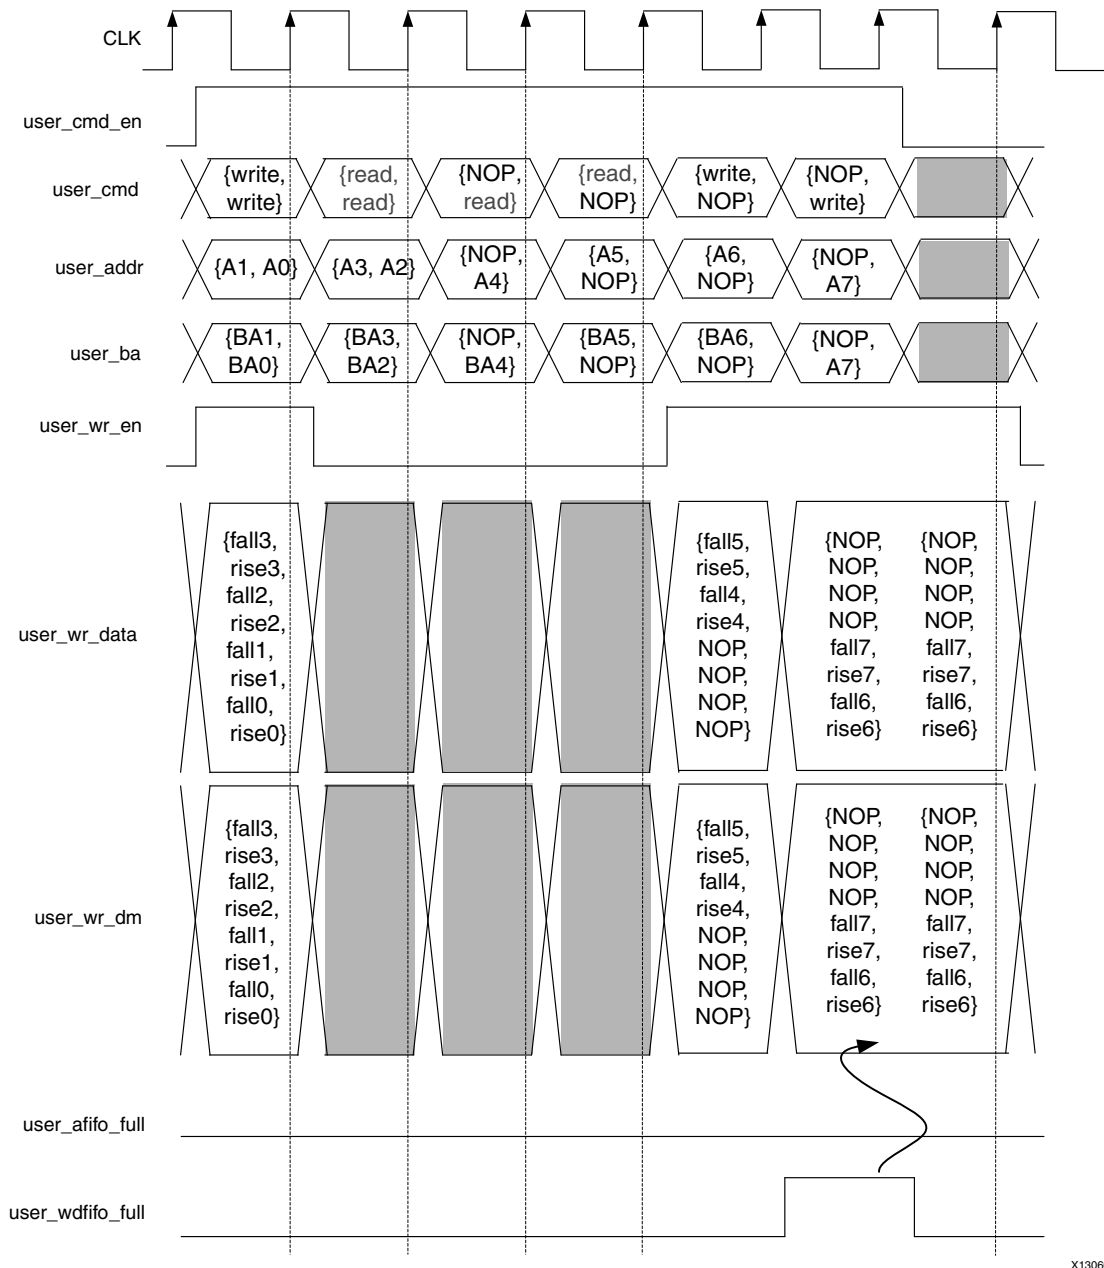 CLK
user_cmd_en
user_cmd
{write,
write}
{read,
read}
{NOP,
read}
{read,
NOP}
{write,
NOP}
{NOP,
write}
user_addr
{A1, A0}
{A3, A2}
{NOP,
A4}
{A5,
NOP}
{A6,
NOP}
{NOP,
A7}
user_ba
{BA1,
BA0}
{BA3,
BA2}
{NOP,
BA4}
{BA5,
NOP}
{BA6,
NOP}
{NOP,
A7}
user_wr_en
user_wr_data
{fall3,
rise3,
fall2,
rise2,
fall1,
rise1,
fall0,
rise0}
{fall5,
rise5,
fall4,
rise4,
NOP,
NOP,
NOP,
NOP}
{NOP,
NOP,
NOP,
NOP,
fall7,
rise7,
fall6,
rise6}
{NOP,
NOP,
NOP,
NOP,
fall7,
rise7,
fall6,
rise6}
user_wr_dm
{fall3,
rise3,
fall2,
rise2,
fall1,
rise1,
fall0,
rise0}
{fall5,
rise5,
fall4,
rise4,
NOP,
NOP,
NOP,
NOP}
{NOP,
NOP,
NOP,
NOP,
fall7,
rise7,
fall6,
rise6}
{NOP,
NOP,
NOP,
NOP,
fall7,
rise7,
fall6,
rise6}
user_afifo_full
user_wdfifo_full
X1306